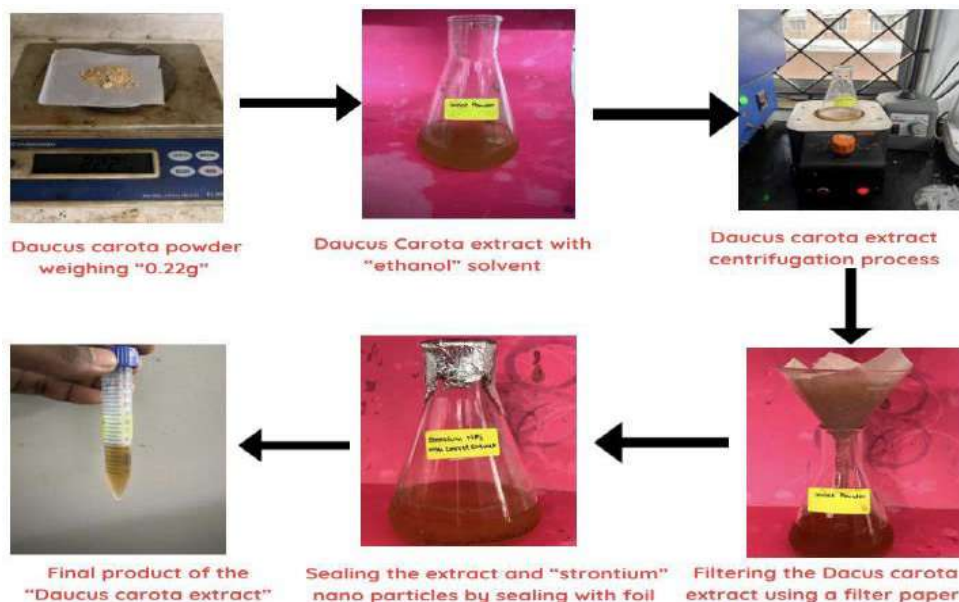 Daucus carota powder
weighing "0.22g"
Daucus Carota extract with
"ethanol" solvent
Daucus carota extract
centrifugation process
Final product of the
"Daucus carota extract"
Sealing the extract and "strontium"
nano particles by sealing with foil
Filtering the Dacus carota
extract using a filter paper